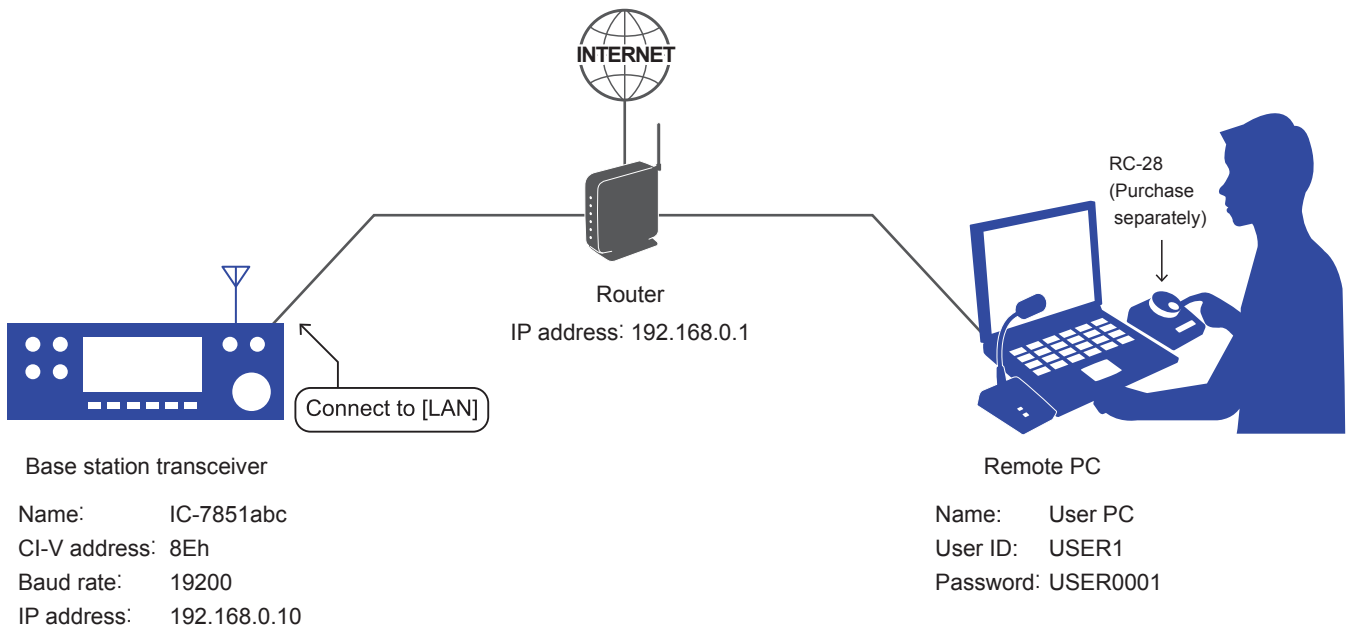 INTERNET
RC-28
(Purchase
separately)
Router
IP address: 192.168.0.1
Connect to [LAN]
Base station transceiver
Name: IC-7851abc
CI-V address: 8Eh
Baud rate: 19200
IP address: 192.168.0.10
Remote PC
Name: User PC
User ID: USER1
Password: USER0001